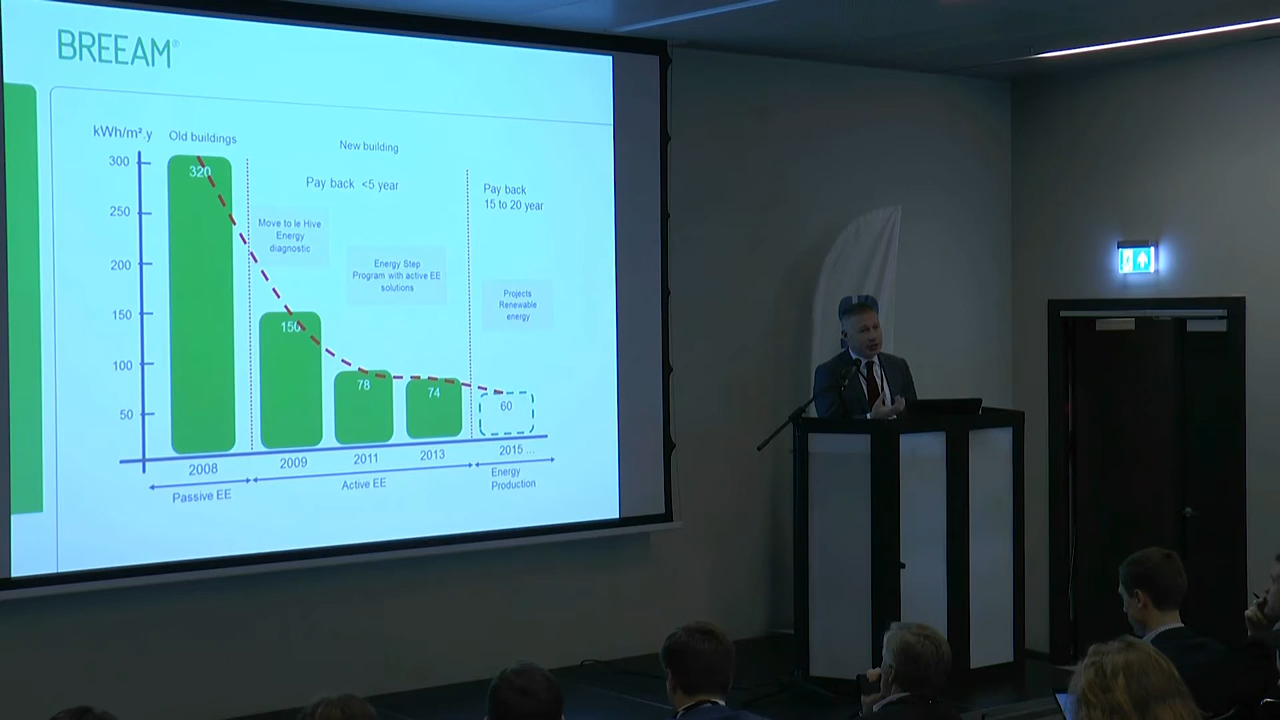 BREEAM®
kWh/m².y
Old buildings
New building
300
250
200
150
100
50
320
Pay back <5 year
Pay back
15 to 20 year
Move to le Hive
Energy
diagnostic
Energy Step
Program with active EE
solutions
Projects
Renewable
energy
150
78
74
60
2008
2009
2011
2013
2015 ...
Passive EE
Active EE
Energy
Production